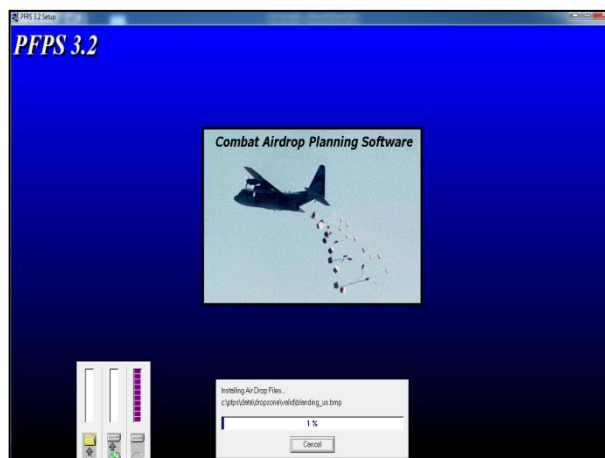 PFPS 3.2 Setup
PFPS 3.2
Combat Airdrop Planning Software
Installing Air Drop Files...
c:\pfps\data\dropzone\valid\blanding_us.bmp
1 %
Cancel